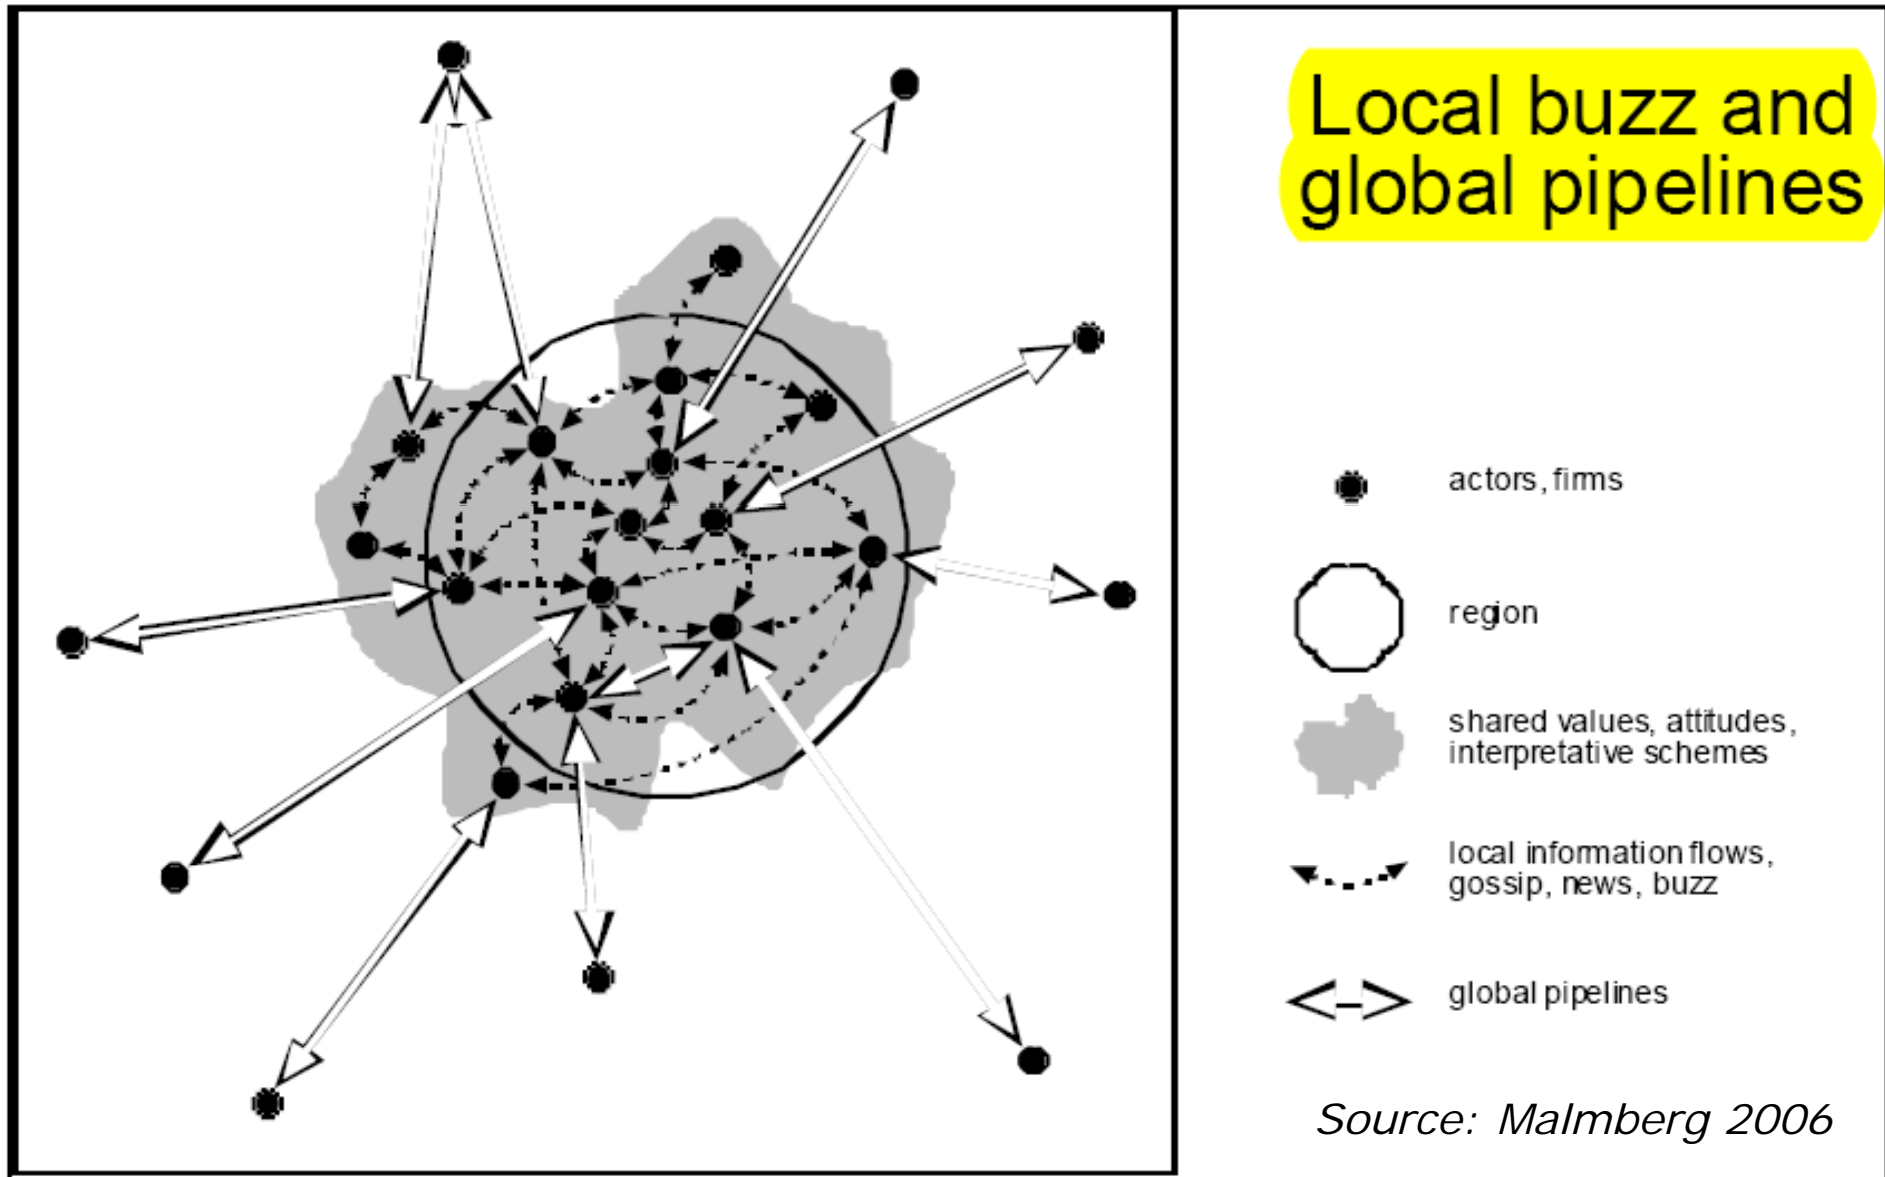 Local buzz and
global pipelines
actors, firms
region
shared values, attitudes,
interpretative schemes
local information flows,
gossip, news, buzz
global pipelines
Source: Malmberg 2006